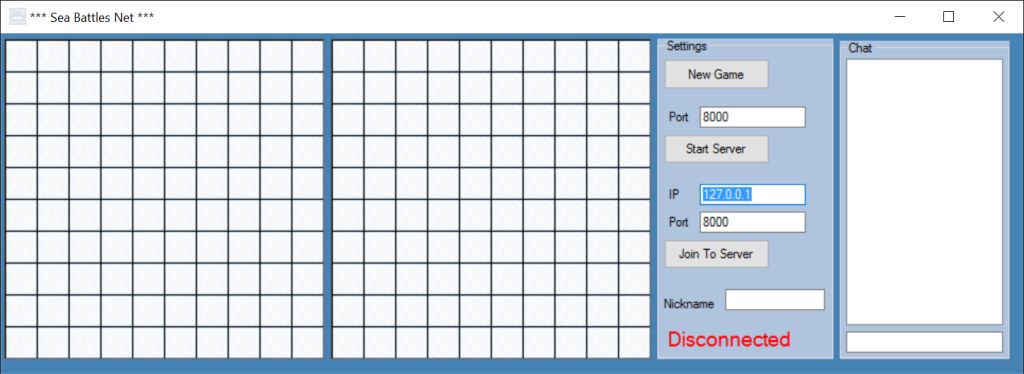 *** Sea Battles Net ***
Settings
New Game
Port 8000
Start Server
IP 127.0.0.1
Port 8000
Join To Server
Nickname
Disconnected
Chat